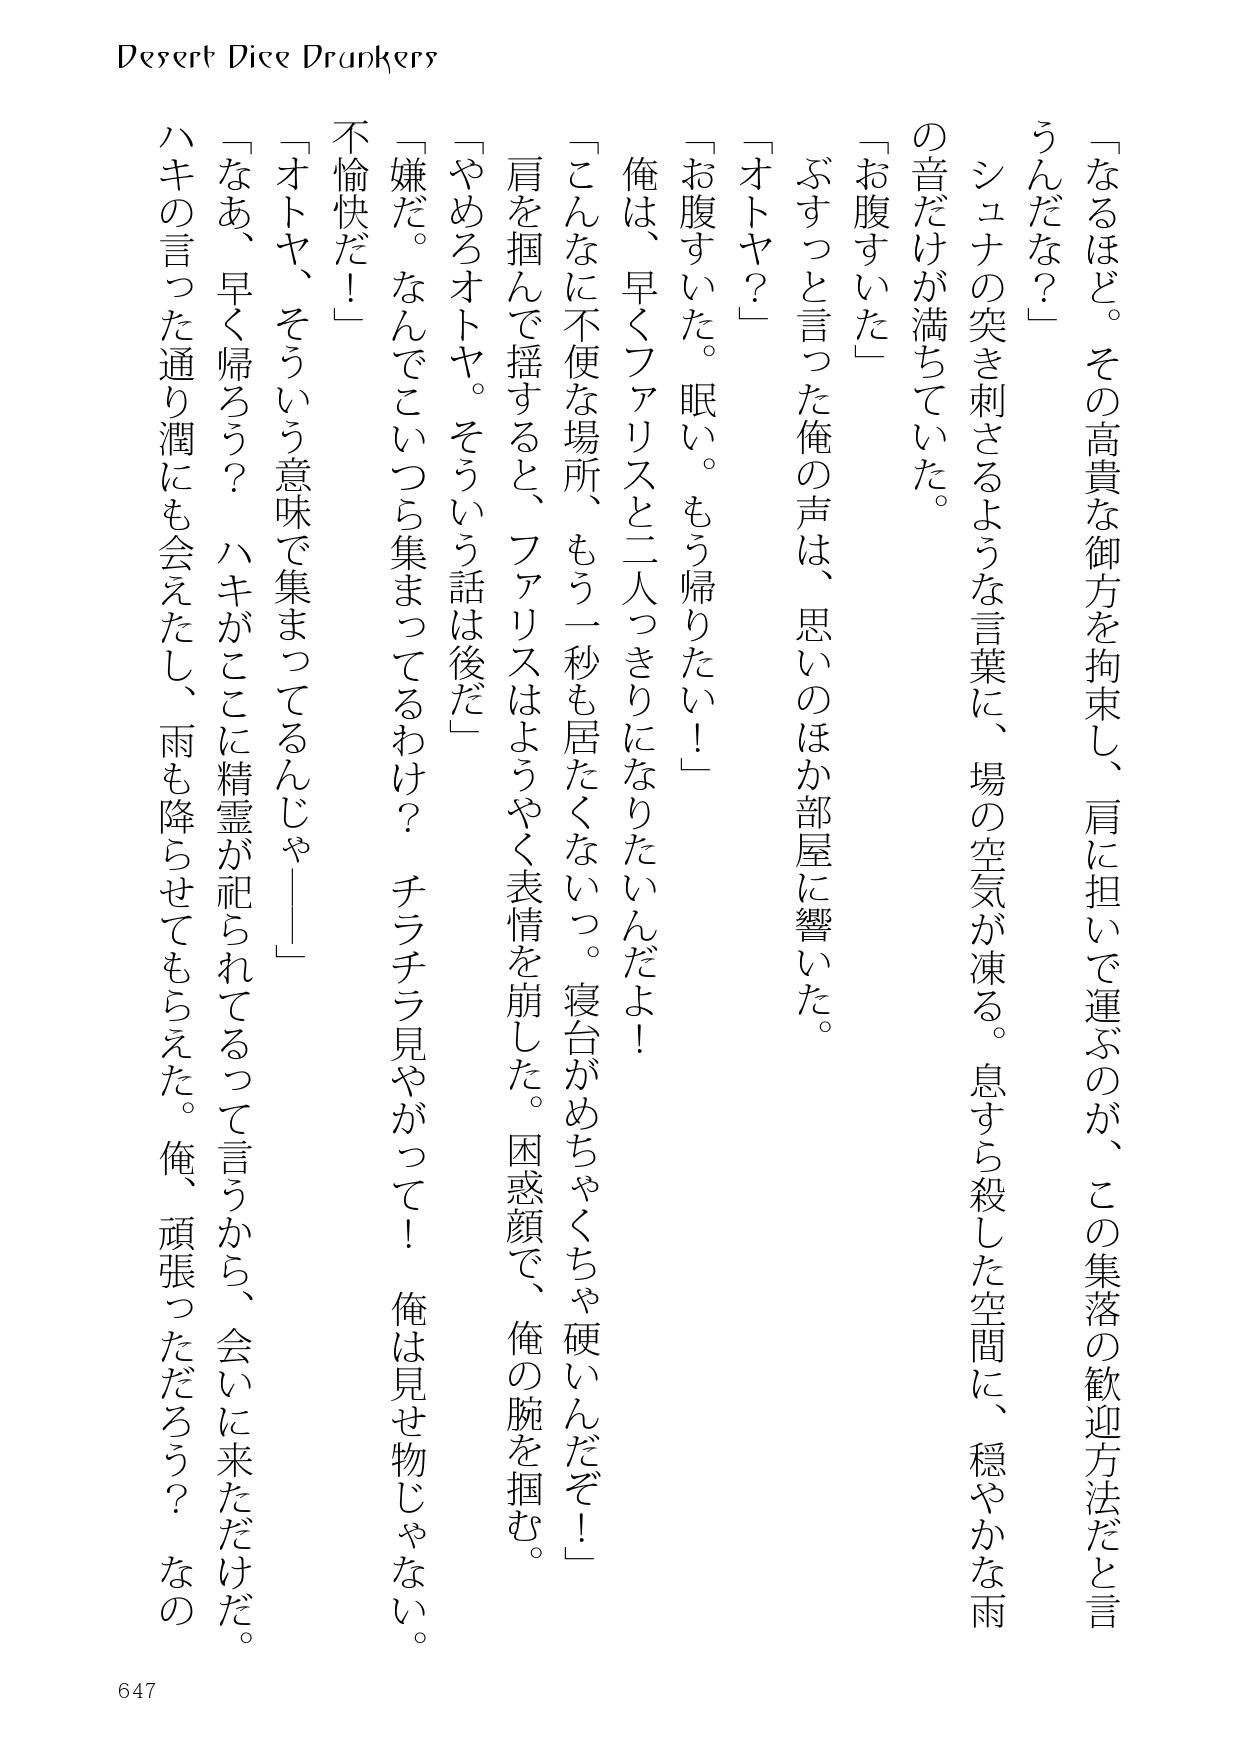 Desert Dice Drunkers
「なるほど。その高貴な御方を拘束し、肩に担いで運ぶのが、この集落の歓迎方法だと言
うんだな？」
　シュナの突き刺さるような言葉に、場の空気が凍る。息すら殺した空間に、穏やかな雨
の音だけが満ちていた。
「お腹すいた」
　ぶすっと言った俺の声は、思いのほか部屋に響いた。
「オトヤ？」
「お腹すいた。眠い。もう帰りたい！」
　俺は、早くファリスと二人っきりになりたいんだよ！
「こんなに不便な場所、もう一秒も居たくないっ。寝台がめちゃくちゃ硬いんだぞ！」
　肩を掴んで揺すると、ファリスはようやく表情を崩した。困惑顔で、俺の腕を掴む。
「やめろオトヤ。そういう話は後だ」
「嫌だ。なんでこいつら集まってるわけ？　チラチラ見やがって！　俺は見せ物じゃない。
不愉快だ！」
「オトヤ、そういう意味で集まってるんじゃ――」
「なあ、早く帰ろう？　ハキがここに精霊が祀られてるって言うから、会いに来ただけだ。
ハキの言った通り潤にも会えたし、雨も降らせてもらえた。俺、頑張っただろう？　なの
647